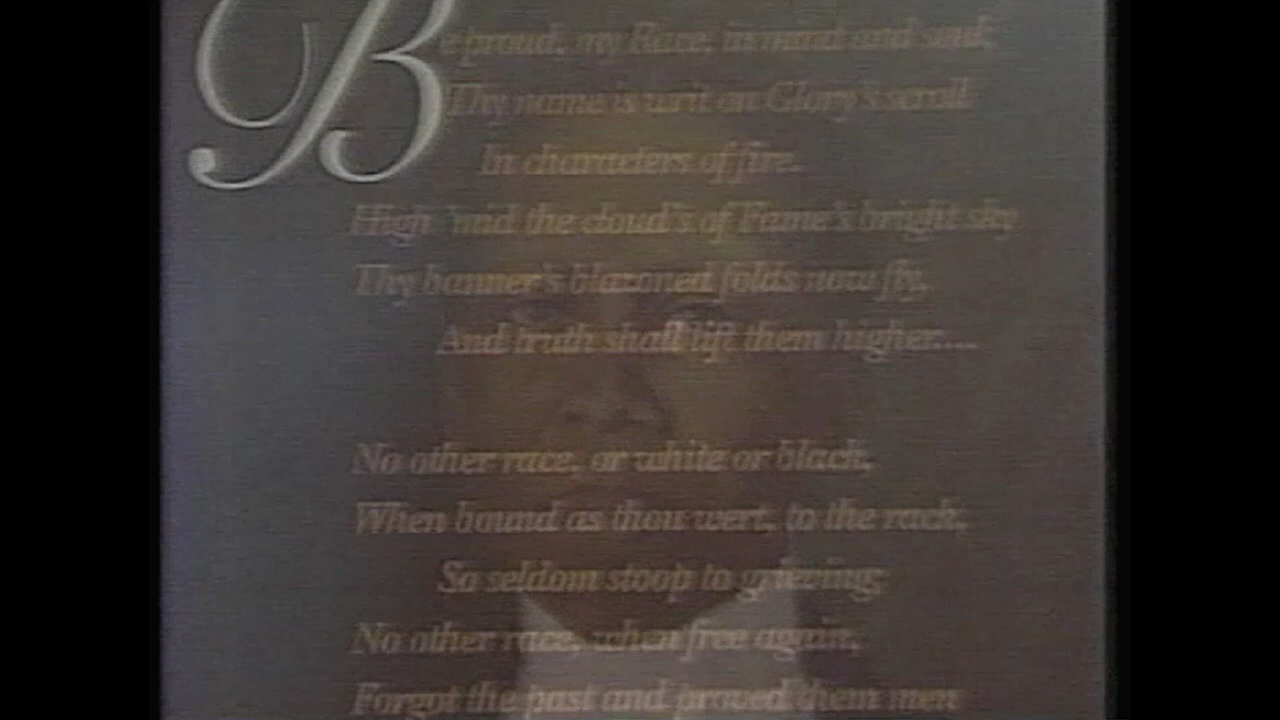 Be proud, my Race, in mind and soul;
Thy name is writ on Glory's scroll
In characters of fire.
High 'mid the cloud's of Fame's bright sky
Thy banner's blazoned folds now fly,
And truth shall lift them higher....
No other race, or white or black,
When bound as thou wert, to the rack,
So seldom stoop to grieving;
No other race, when free again,
Forgot the past and proved them men